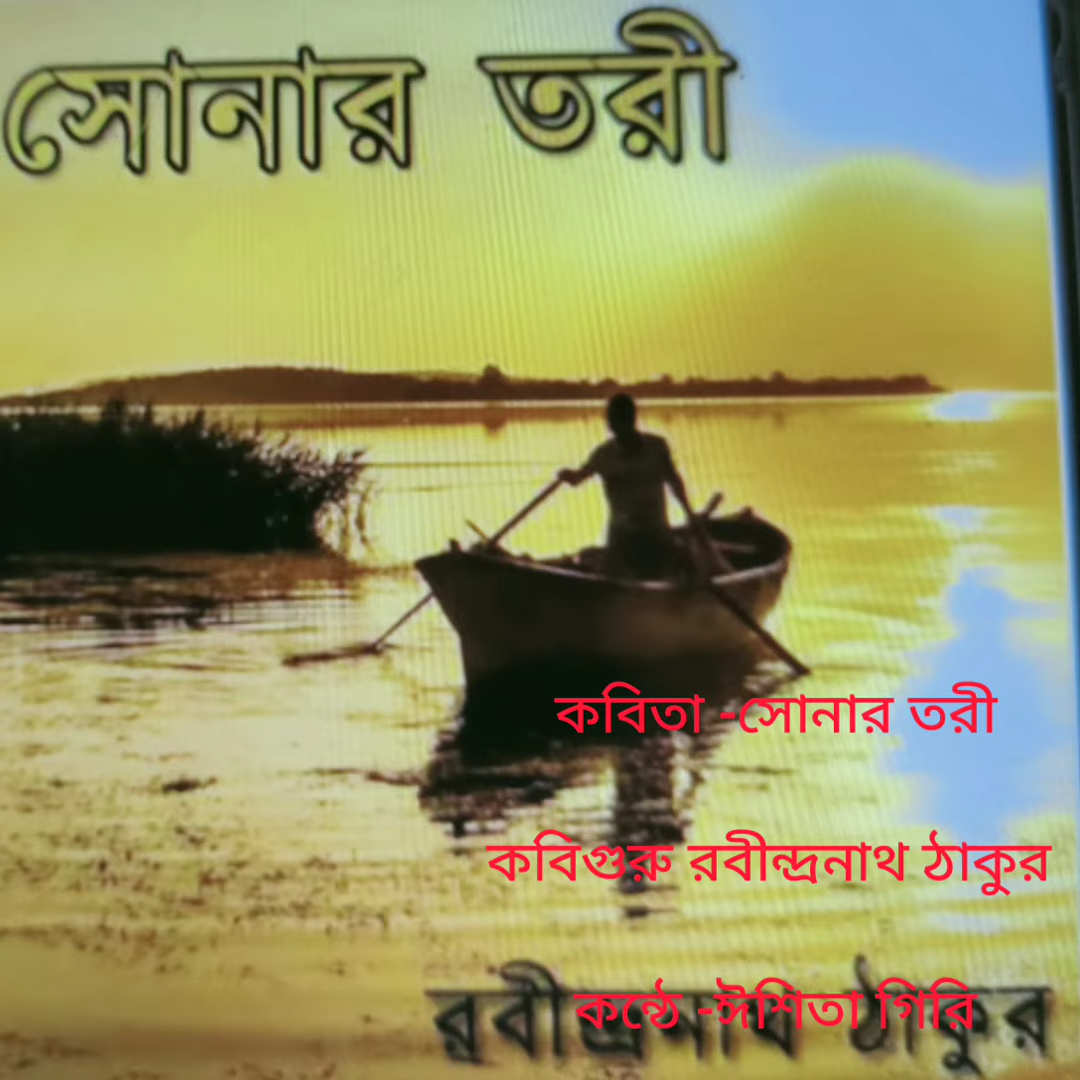 সোনার তরী
কবিতা -সোনার তরী
কবিগুরু রবীন্দ্রনাথ ঠাকুর
কন্ঠে -ঈশিতা গিরি
রবীন্দ্রনাথ ঠাকুর